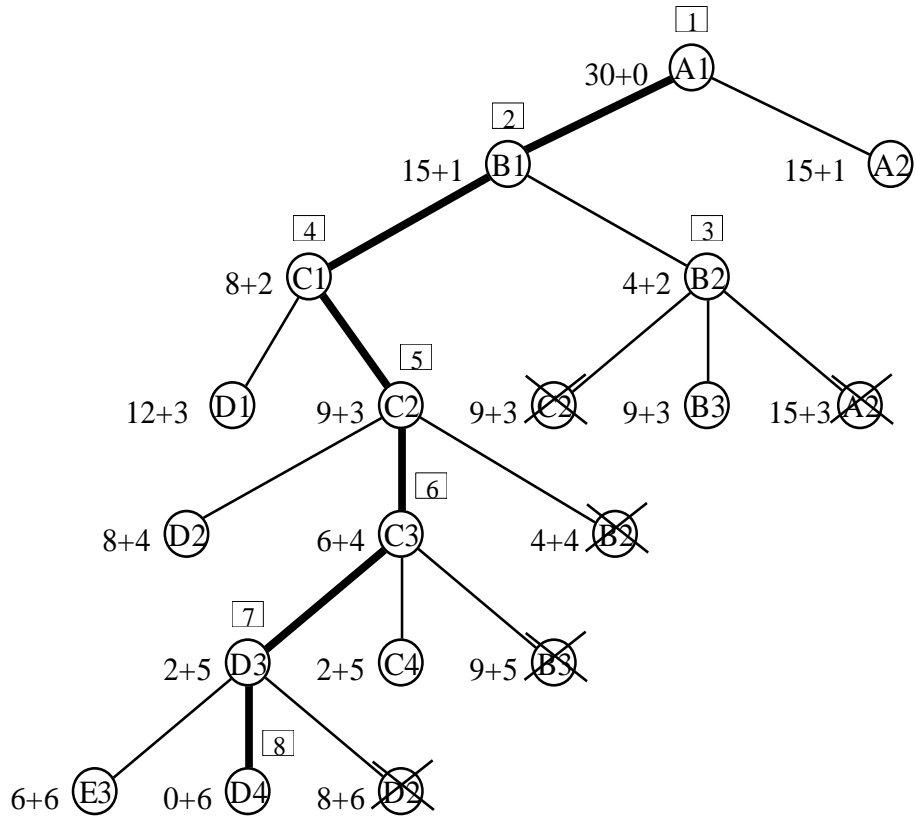 1
30+0 A1
2
15+1 B1 15+1 A2
4 3
8+2 C1 4+2 B2
5
12+3 D1 9+3 C2 9+3 C2 9+3 B3 15+3 A2
6
8+4 D2 6+4 C3 4+4 B2
7
2+5 D3 2+5 C4 9+5 B3
8
6+6 E3 0+6 D4 8+6 D2